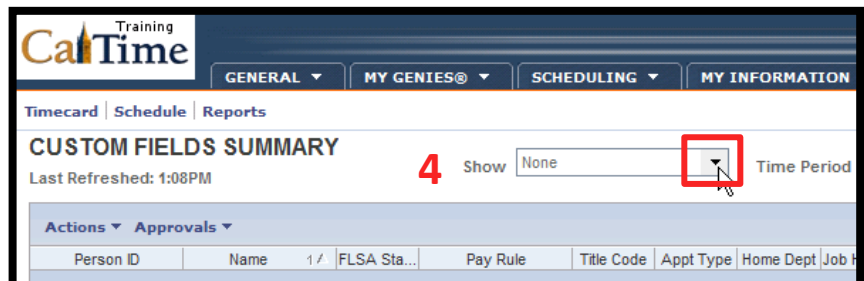 Training
CalTime
GENERAL ▼ MY GENIES® ▼ SCHEDULING ▼ MY INFORMATION
Timecard | Schedule | Reports
CUSTOM FIELDS SUMMARY
Last Refreshed: 1:08PM
4 Show None Time Period
Actions ▼ Approvals ▼
Person ID Name 1 FLSA Sta... Pay Rule Title Code Appt Type Home Dept Job